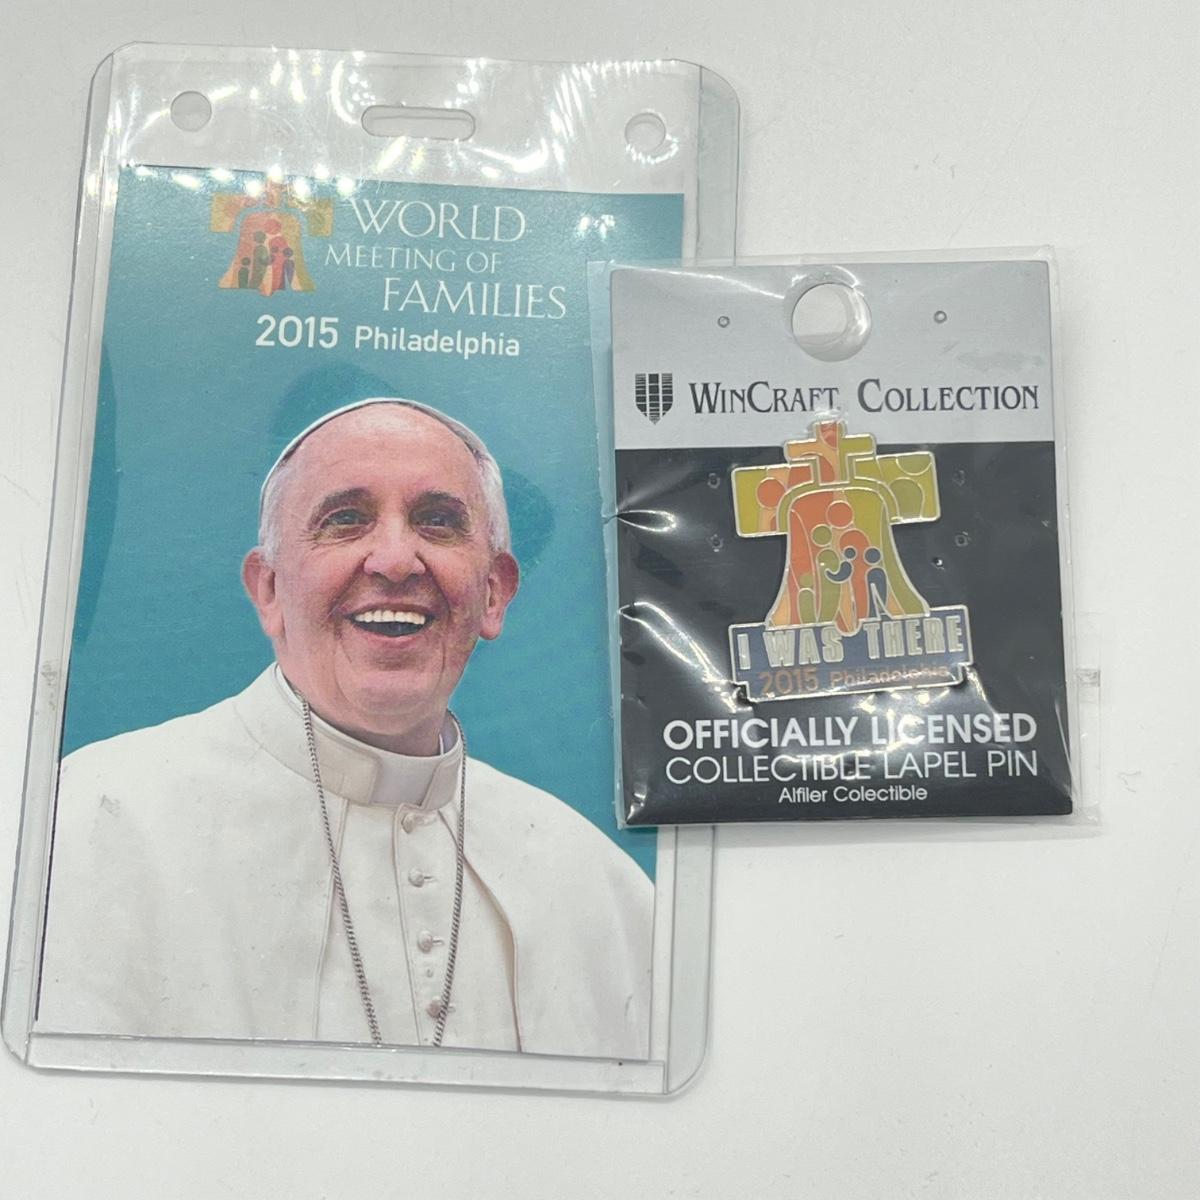 WORLD
MEETING OF
FAMILIES
2015 Philadelphia
WINCRAFT COLLECTION
I WAS THERE
2015 Philadelphia
OFFICIALLY LICENSED
COLLECTIBLE LAPEL PIN
Alfiler Colectible